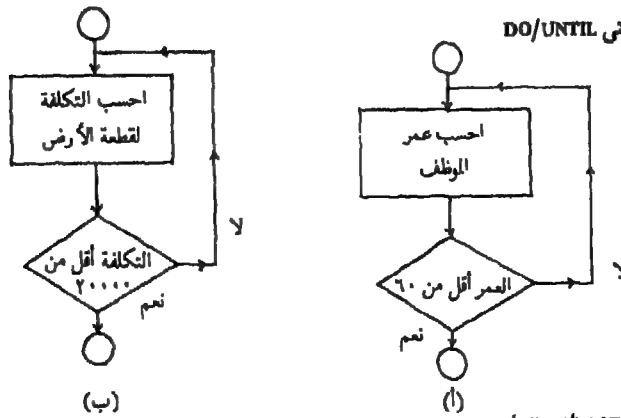 DO/UNTIL
احسب عمر
الموظف
العمر أقل من ٦٠
لا
نعم
(أ)
احسب التكلفة
لقطعة الأرض
التكلفة أقل من
٢٠٠٠٠
لا
نعم
(ب)